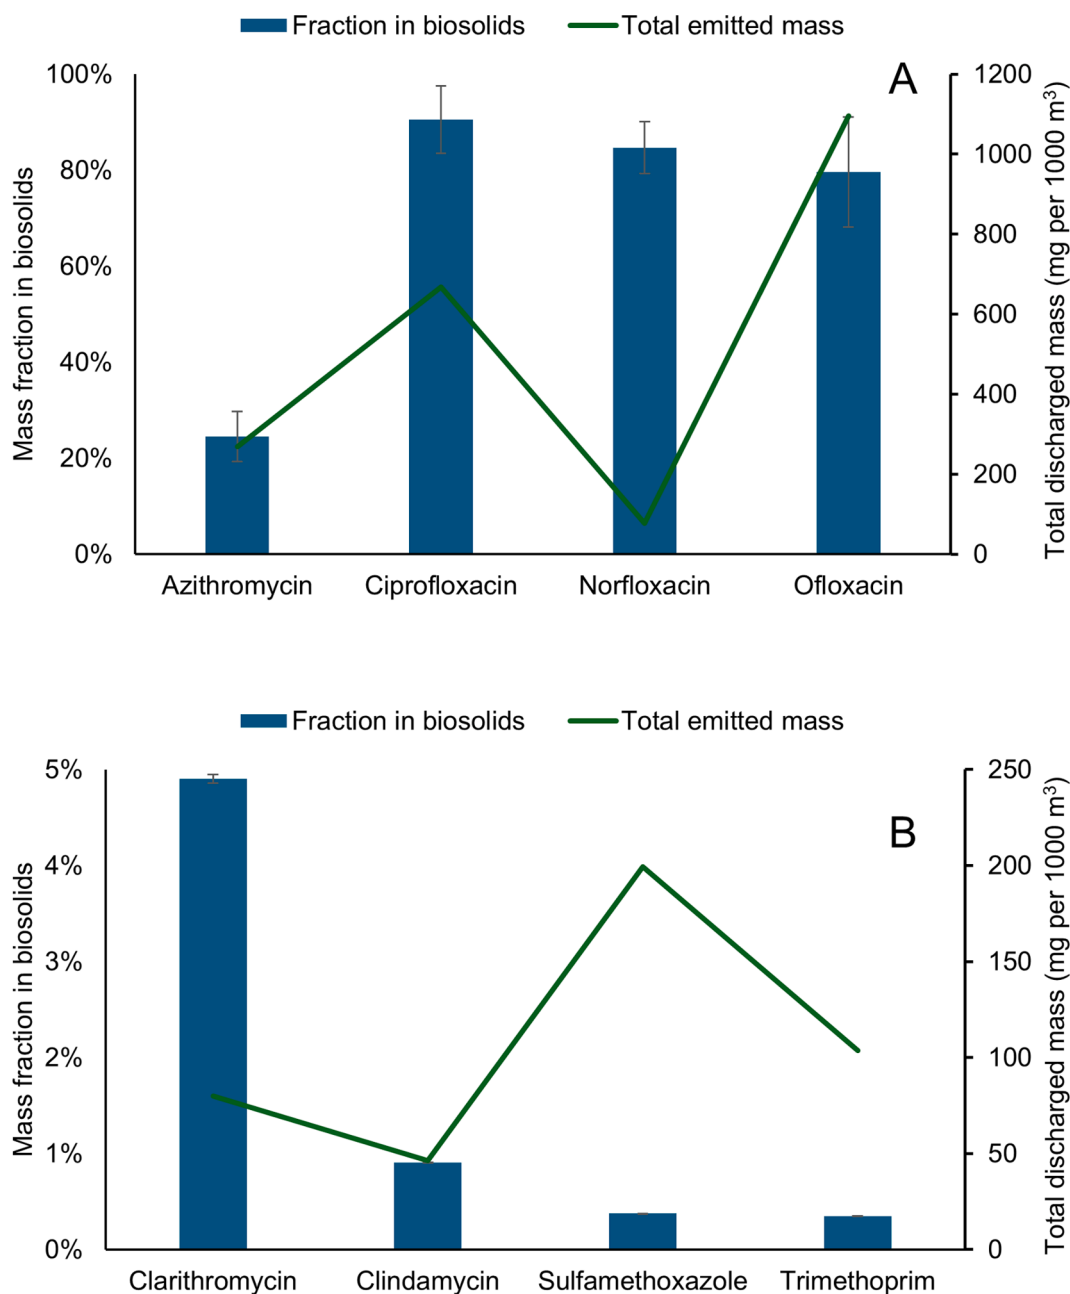 Fraction in biosolids Total emitted mass
A
Mass fraction in biosolids
100%
80%
60%
40%
20%
0%
1200
1000
800
600
400
200
0
Total discharged mass (mg per 1000 m³)
Azithromycin Ciprofloxacin Norfloxacin Ofloxacin
Fraction in biosolids Total emitted mass
B
Mass fraction in biosolids
5%
4%
3%
2%
1%
0%
250
200
150
100
50
0
Total discharged mass (mg per 1000 m³)
Clarithromycin Clindamycin Sulfamethoxazole Trimethoprim